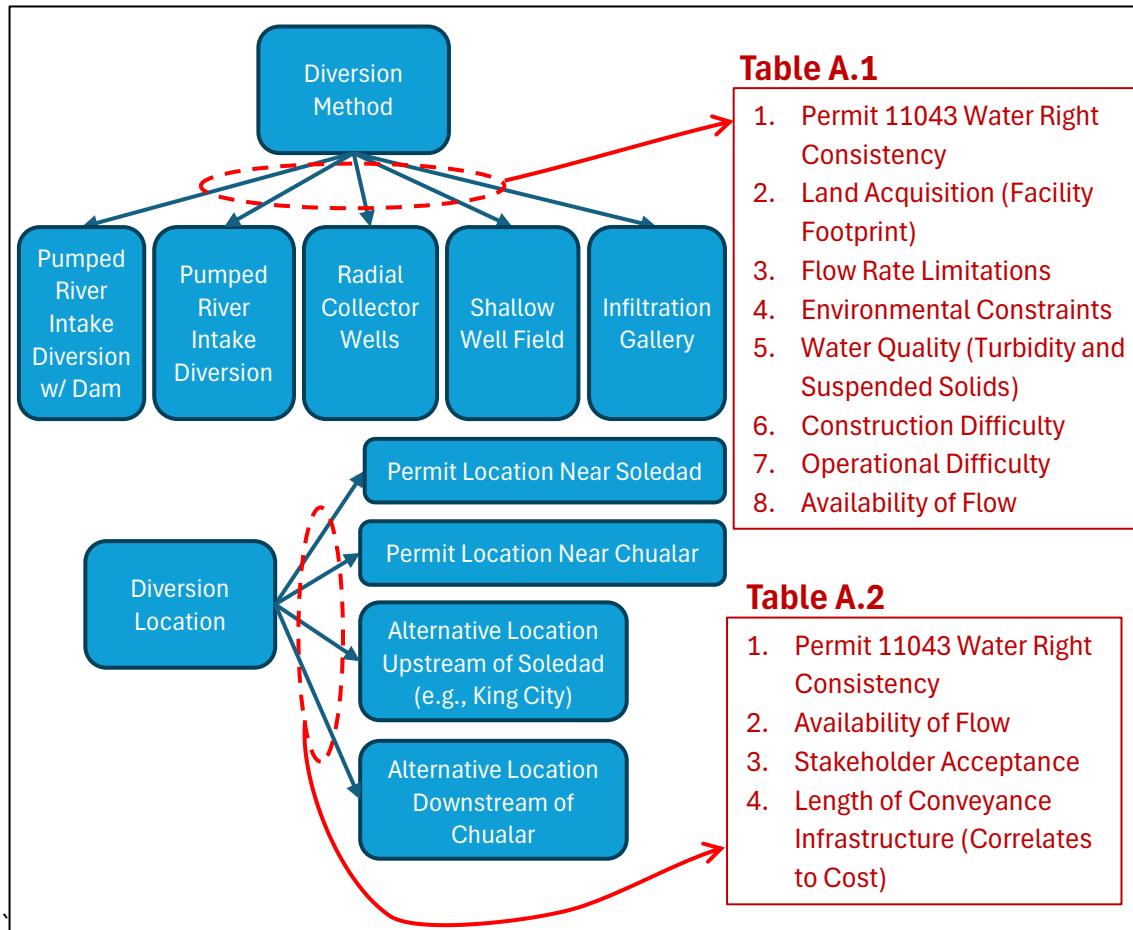 Diversion
Method
Pumped
River
Intake
Diversion
w/ Dam
Pumped
River
Intake
Diversion
Radial
Collector
Wells
Shallow
Well Field
Infiltration
Gallery
Table A.1
1. Permit 11043 Water Right
Consistency
2. Land Acquisition (Facility
Footprint)
3. Flow Rate Limitations
4. Environmental Constraints
5. Water Quality (Turbidity and
Suspended Solids)
6. Construction Difficulty
7. Operational Difficulty
8. Availability of Flow
Diversion
Location
Permit Location Near Soledad
Permit Location Near Chualar
Alternative Location
Upstream of Soledad
(e.g., King City)
Alternative Location
Downstream of
Chualar
Table A.2
1. Permit 11043 Water Right
Consistency
2. Availability of Flow
3. Stakeholder Acceptance
4. Length of Conveyance
Infrastructure (Correlates
to Cost)
`